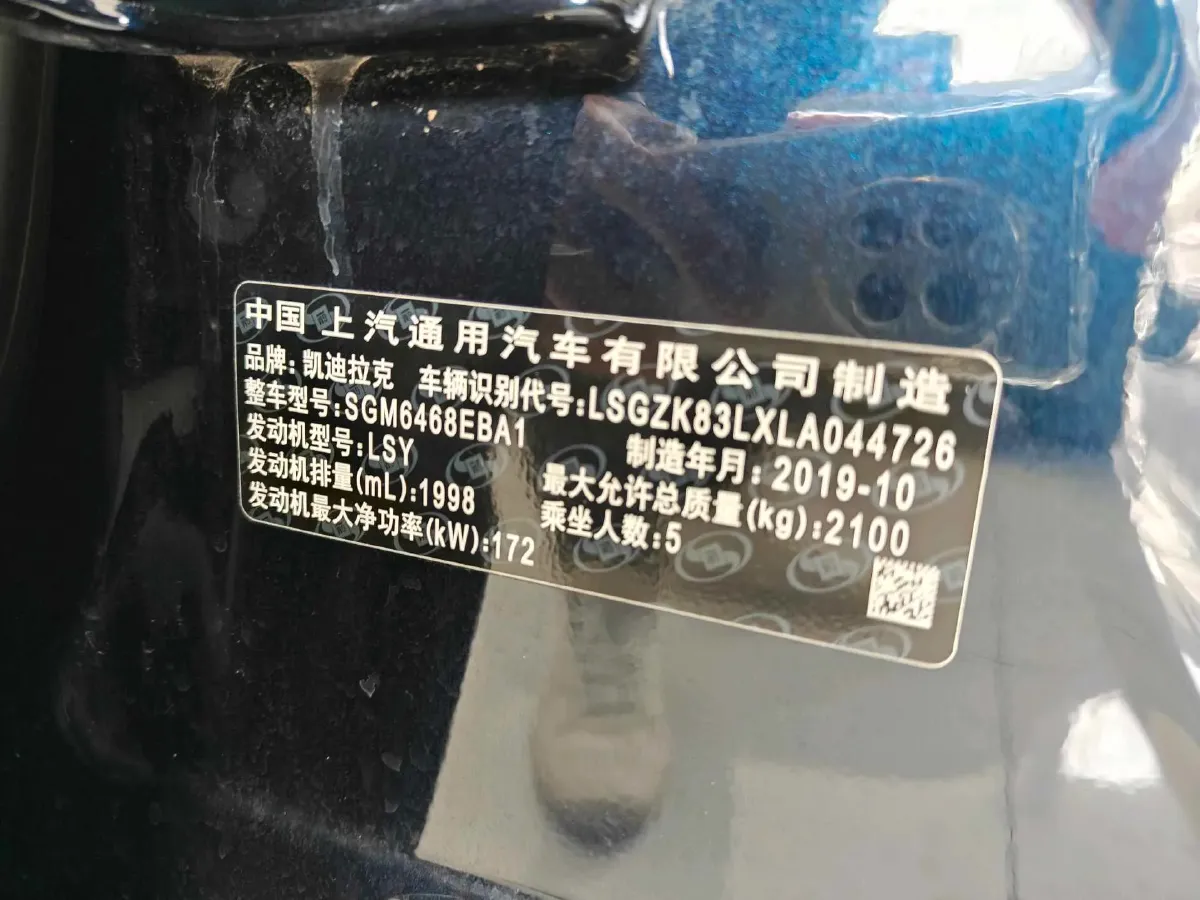 中国 上汽通用汽车有限公司制造
品牌:凯迪拉克 车辆识别代号:LSGZK83LXLA044726
整车型号:SGM6468EBA1 制造年月:2019-10
发动机型号:LSY 最大允许总质量(kg):2100
发动机排量(mL):1998 乘坐人数:5
发动机最大净功率(kW):172